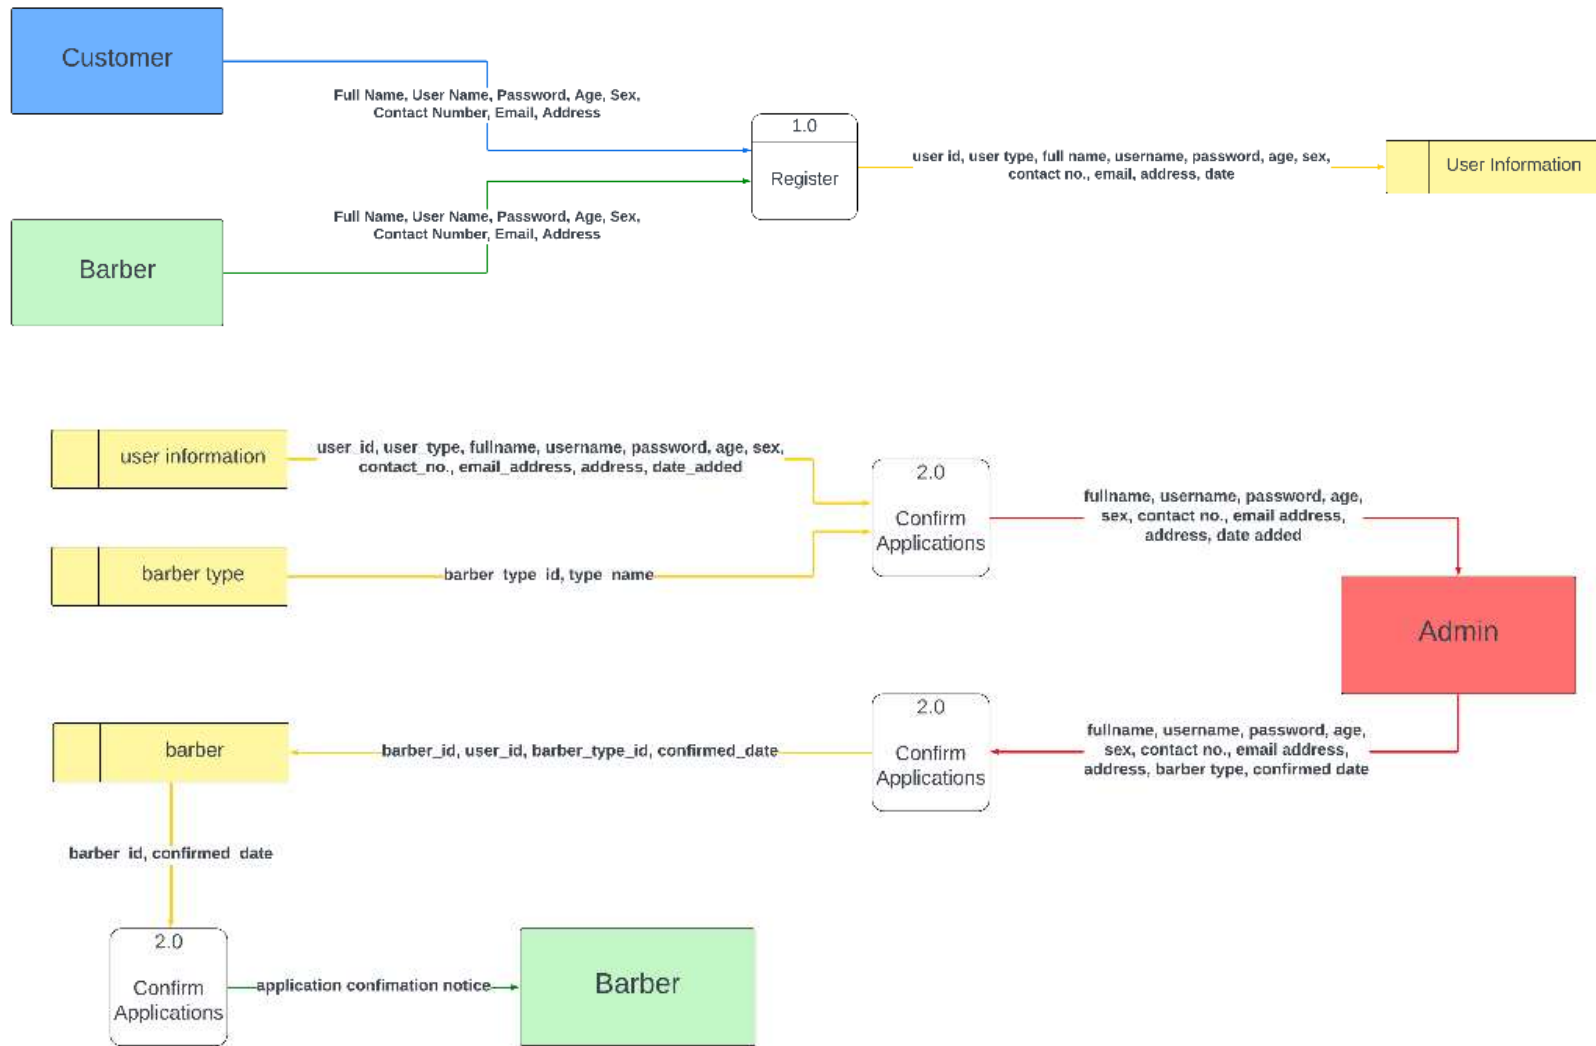 Customer
Full Name, User Name, Password, Age, Sex,
Contact Number, Email, Address
1.0
Register
user id, user type, full name, username, password, age, sex,
contact no., email, address, date
User Information
Full Name, User Name, Password, Age, Sex,
Contact Number, Email, Address
Barber
user information
user_id, user_type, fullname, username, password, age, sex,
contact_no., email_address, address, date_added
2.0
Confirm
Applications
fullname, username, password, age,
sex, contact no., email address,
address, date added
barber type
barber_type_id, type_name
Admin
barber
barber_id, user_id, barber_type_id, confirmed_date
2.0
Confirm
Applications
fullname, username, password, age,
sex, contact no., email address,
address, barber type, confirmed date
barber_id, confirmed_date
2.0
Confirm
Applications
application confimation notice
Barber